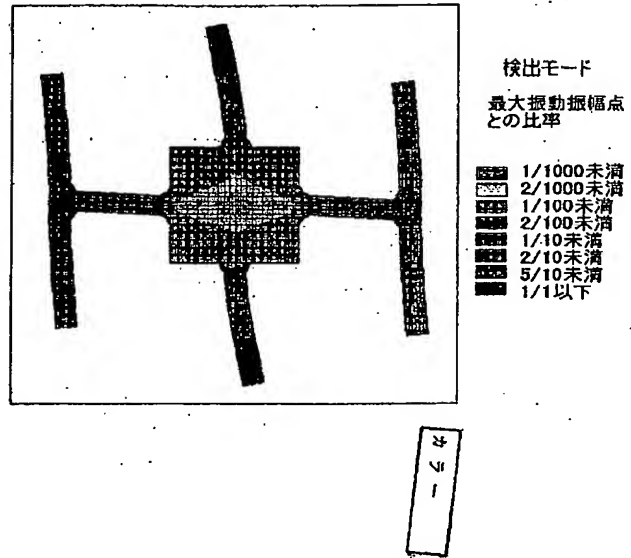 検出モード
最大振動振幅点
との比率
1/1000未満
2/1000未満
1/100未満
2/100未満
1/10未満
2/10未満
5/10未満
1/1以下
カラー